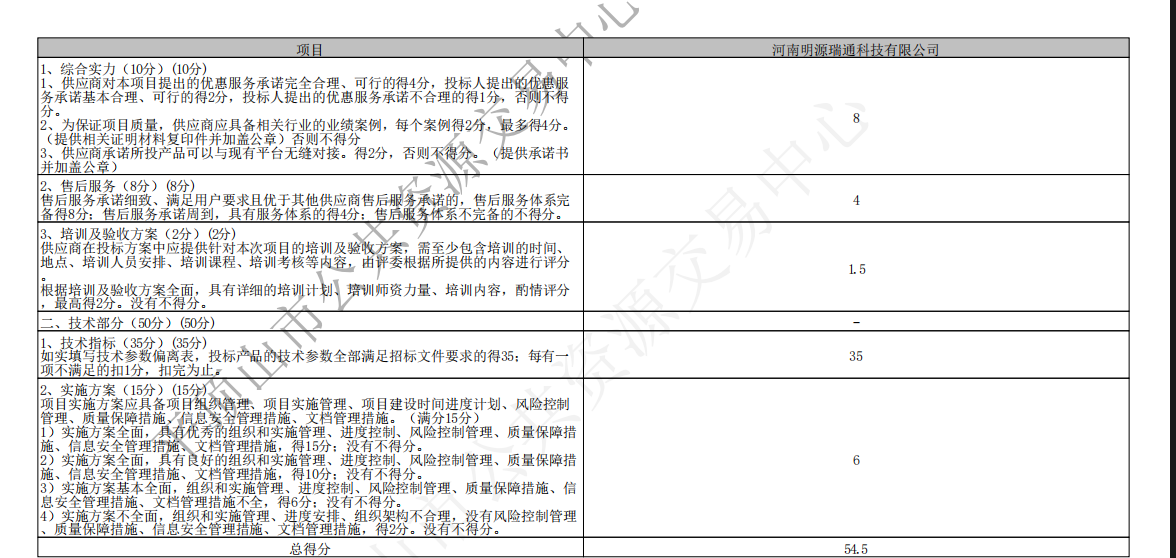 项目
河南明源瑞通科技有限公司
1、综合实力（10分）(10分)
1、供应商对本项目提出的优惠服务承诺完全合理、可行的得4分，投标人提出的优惠服
务承诺基本合理、可行的得2分，投标人提出的优惠服务承诺不合理的得1分，否则不得
分。
2、为保证项目质量，供应商应具备相关行业的业绩案例，每个案例得2分，最多得4分。
（提供相关证明材料复印件并加盖公章）否则不得分
3、供应商承诺所投产品可以与现有平台无缝对接。得2分，否则不得分。（提供承诺书
并加盖公章）
8
2、售后服务（8分）(8分)
售后服务承诺细致、满足用户要求且优于其他供应商售后服务承诺的，售后服务体系完
备得8分；售后服务承诺周到，具有服务体系的得4分；售后服务体系不完备的不得分。
4
3、培训及验收方案（2分）(2分)
供应商在投标方案中应提供针对本次项目的培训及验收方案，需至少包含培训的时间、
地点、培训人员安排、培训课程、培训考核等内容，由评委根据所提供的内容进行评分
。
根据培训及验收方案全面，具有详细的培训计划、培训师资力量、培训内容，酌情评分
，最高得2分。没有不得分。
1.5
二、技术部分（50分）(50分)
-
1、技术指标（35分）(35分)
如实填写技术参数偏离表，投标产品的技术参数全部满足招标文件要求的得35；每有一
项不满足的扣1分，扣完为止。
35
2、实施方案（15分）(15分)
项目实施方案应具备项目组织管理、项目实施管理、项目建设时间进度计划、风险控制
管理、质量保障措施，信息安全管理措施、文档管理措施。（满分15分）
1）实施方案全面，具有优秀的组织和实施管理、进度控制、风险控制管理、质量保障措
施、信息安全管理措施、文档管理措施，得15分；没有不得分。
2）实施方案全面，具有良好的组织和实施管理、进度控制、风险控制管理、质量保障措
施、信息安全管理措施、文档管理措施，得10分；没有不得分。
3）实施方案基本全面，组织和实施管理、进度控制、风险控制管理、质量保障措施、信
息安全管理措施、文档管理措施不全，得6分；没有不得分。
4）实施方案不全面，组织和实施管理、进度安排、组织架构不合理，没有风险控制管理
、质量保障措施、信息安全管理措施、文档管理措施，得2分。没有不得分。
6
总得分
54.5
平顶山市公共资源交易中心
山市公共资源交易中心